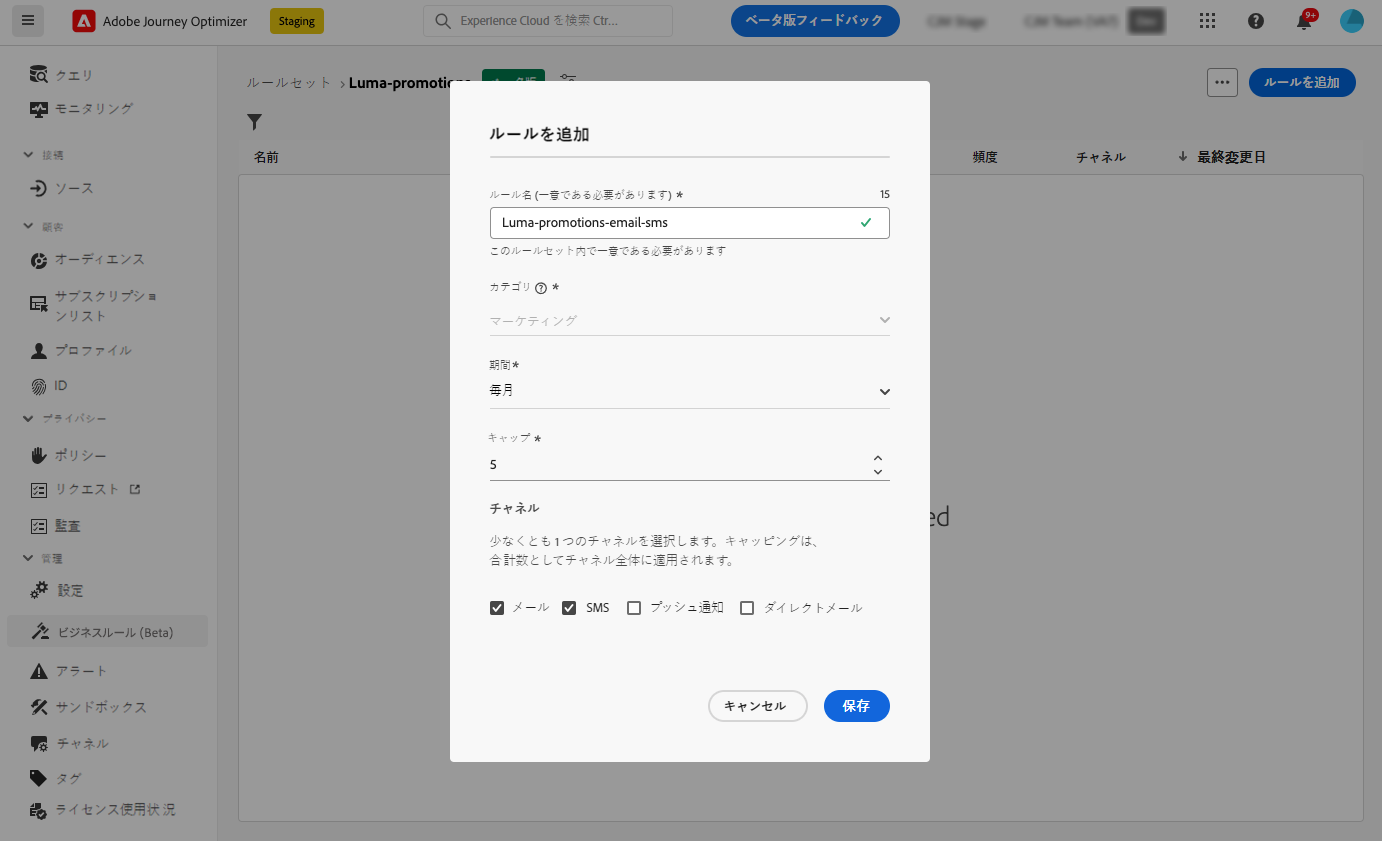 Adobe Journey Optimizer
Staging
Experience Cloud を検索 Ctr...
ベータ版フィードバック
9+
クエリ
モニタリング
接続
ソース
顧客
オーディエンス
サブスクリプショ
ンリスト
プロファイル
ID
プライバシー
ポリシー
リクエスト
監査
管理
設定
ビジネスルール (Beta)
アラート
サンドボックス
チャネル
タグ
ライセンス使用状況
ルールセット › Luma-promotions
ルールを追加
名前
頻度
チャネル
最終変更日
ed
ルールを追加
ルール名 (一意である必要があります) *
15
Luma-promotions-email-sms
このルールセット内で一意である必要があります
カテゴリ *
マーケティング
期間*
毎月
キャップ *
5
チャネル
少なくとも 1 つのチャネルを選択します。キャッピングは、
合計数としてチャネル全体に適用されます。
メール SMS プッシュ通知 ダイレクトメール
キャンセル
保存